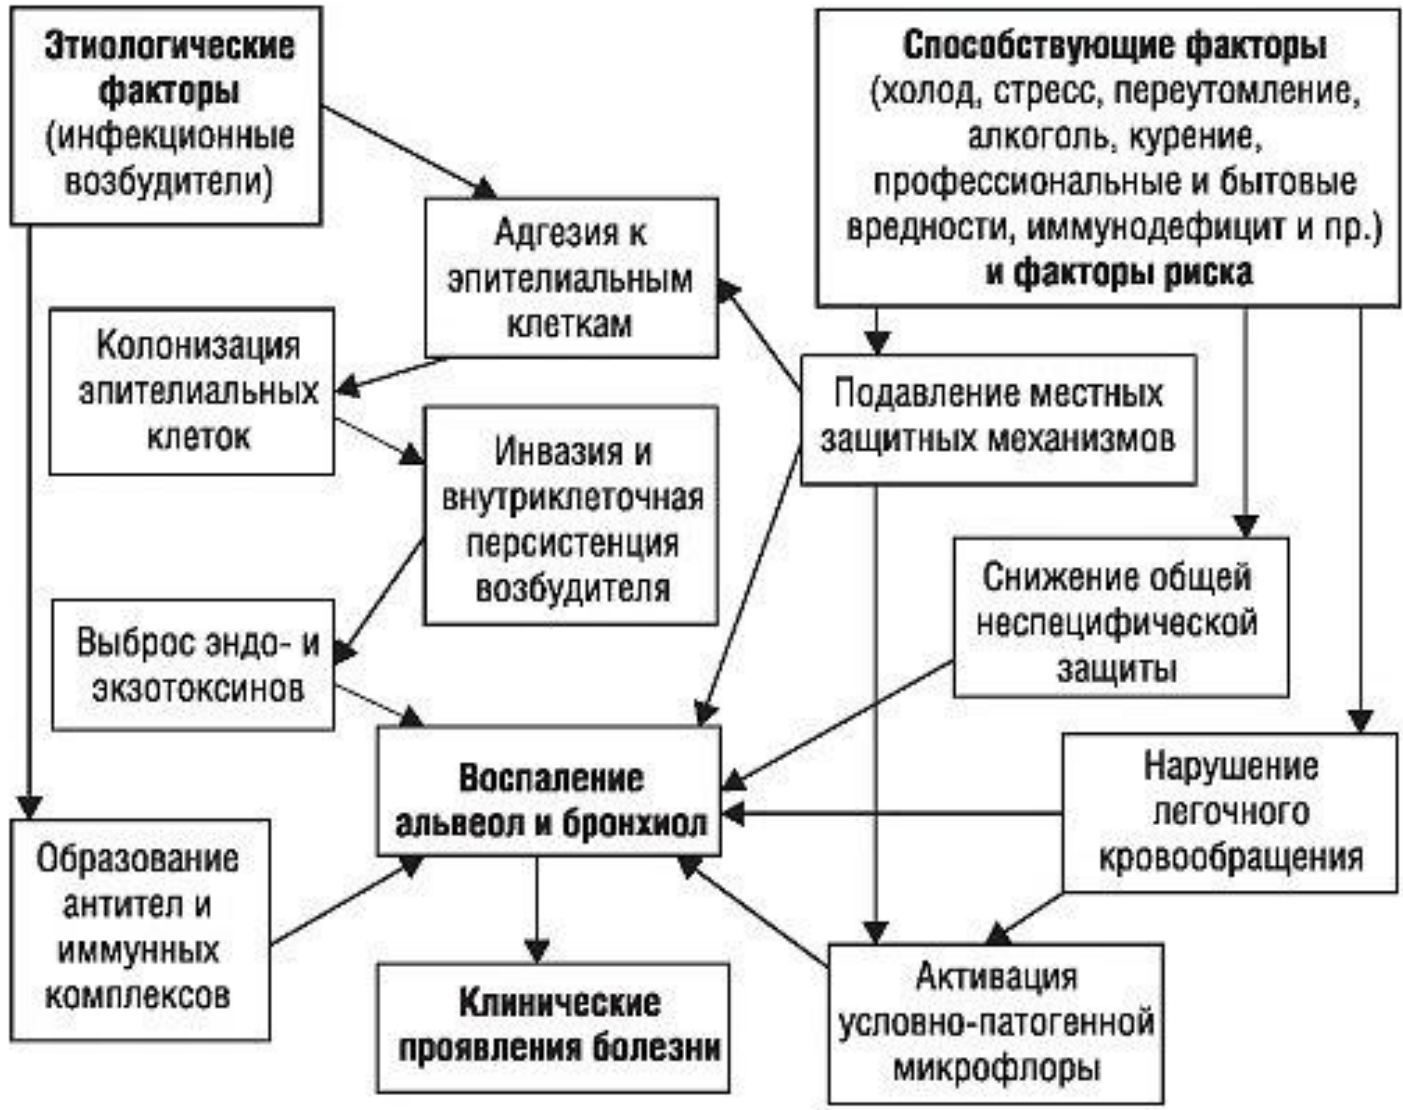 Этиологические
факторы
(инфекционные
возбудители)
Способствующие факторы
(холод, стресс, переутомление,
алкоголь, курение,
профессиональные и бытовые
вредности, иммунодефицит и пр.)
и факторы риска
Адгезия к
эпителиальным
клеткам
Колонизация
эпителиальных
клеток
Подавление местных
защитных механизмов
Инвазия и
внутриклеточная
персистенция
возбудителя
Снижение общей
неспецифической
защиты
Выброс эндо- и
экзотоксинов
Воспаление
альвеол и бронхиол
Нарушение
легочного
кровообращения
Образование
антител и
иммунных
комплексов
Клинические
проявления болезни
Активация
условно-патогенной
микрофлоры